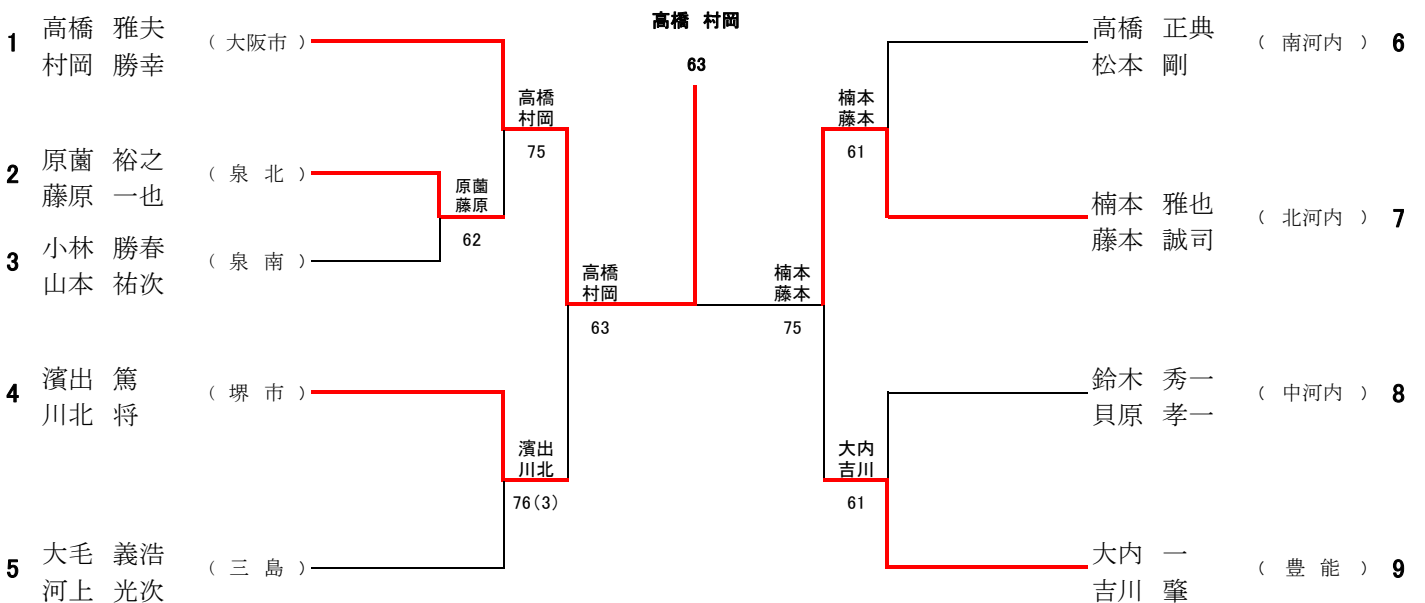 高橋 村岡
63
1 高橋 雅夫 ( 大阪市 )
村岡 勝幸
高橋
村岡
75
2 原薗 裕之 ( 泉 北 )
藤原 一也
原薗
藤原
62
3 小林 勝春 ( 泉 南 )
山本 祐次
高橋
村岡
63
4 濱出 篤 ( 堺 市 )
川北 将
濱出
川北
76(3)
5 大毛 義浩 ( 三 島 )
河上 光次
高橋 正典 ( 南河内 ) 6
松本 剛
楠本
藤本
61
楠本 雅也 ( 北河内 ) 7
藤本 誠司
楠本
藤本
75
鈴木 秀一 ( 中河内 ) 8
貝原 孝一
大内
吉川
61
大内 一 ( 豊 能 ) 9
吉川 肇